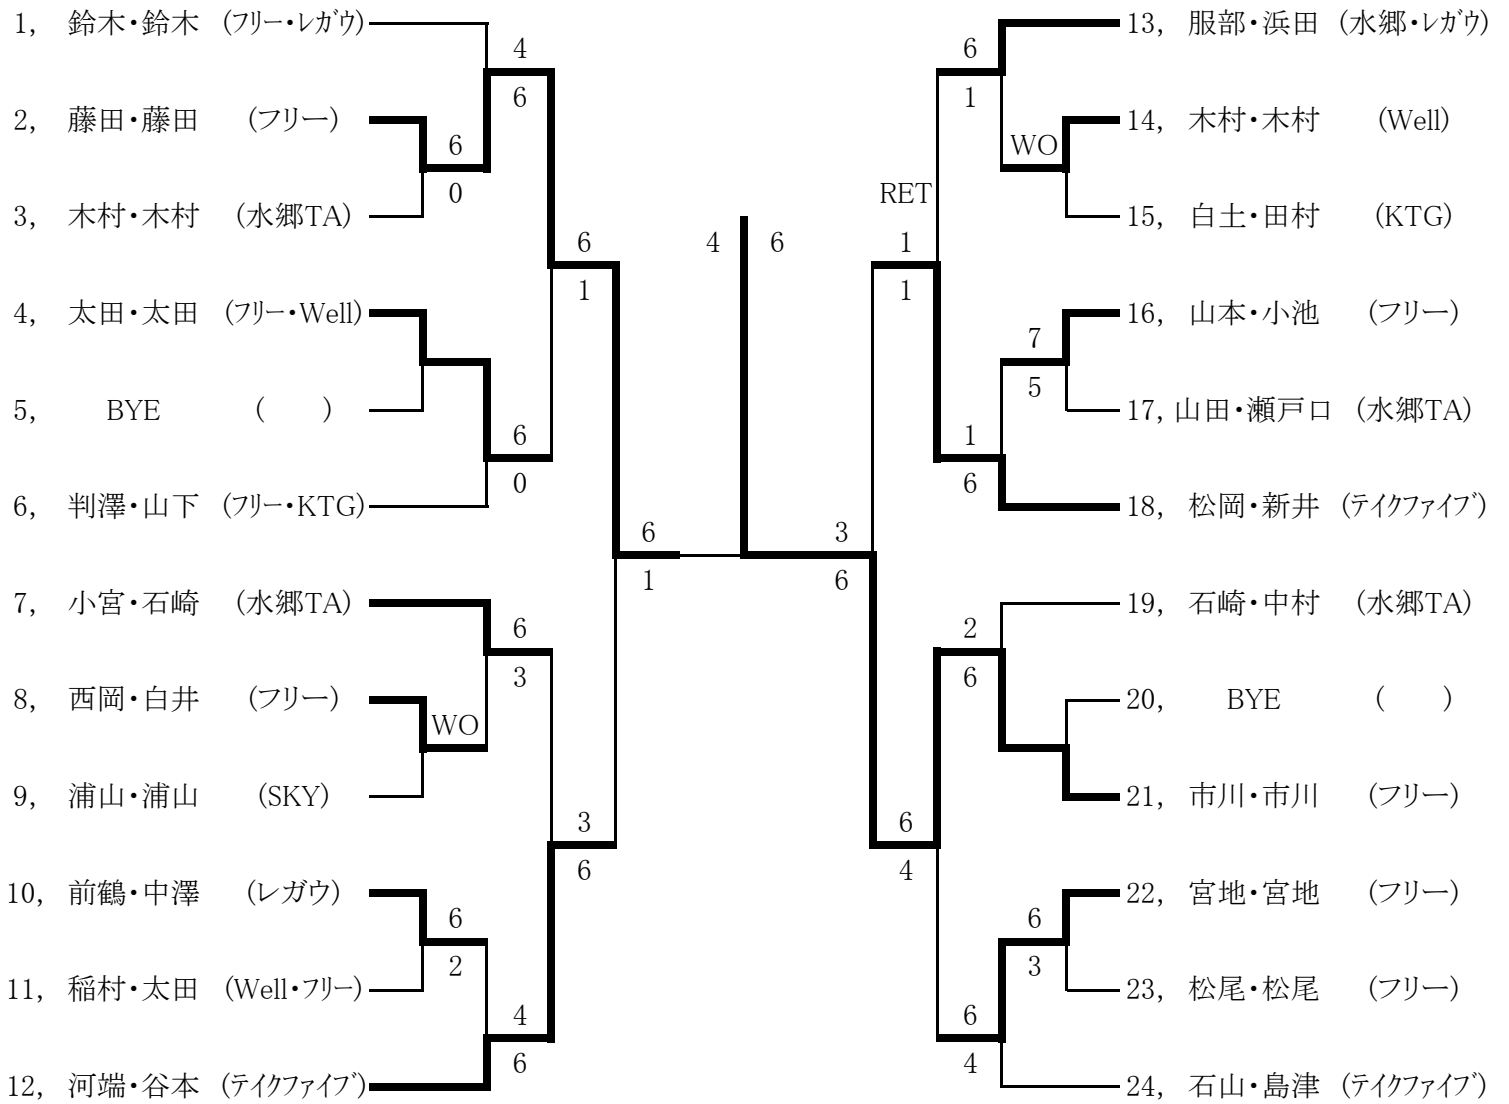 1, 鈴木・鈴木 (フリー・レガウ)
4
6
2, 藤田・藤田 (フリー)
6
0
3, 木村・木村 (水郷TA)
6
1
4, 太田・太田 (フリー・Well)
5, BYE ( )
6
0
6, 判澤・山下 (フリー・KTG)
6
1
7, 小宮・石崎 (水郷TA)
6
3
8, 西岡・白井 (フリー)
WO
9, 浦山・浦山 (SKY)
3
6
10, 前鶴・中澤 (レガウ)
6
2
11, 稲村・太田 (Well・フリー)
4
6
12, 河端・谷本 (テイクファイブ)
4 6
13, 服部・浜田 (水郷・レガウ)
6
1
14, 木村・木村 (Well)
WO
RET
15, 白土・田村 (KTG)
1
1
16, 山本・小池 (フリー)
7
5
17, 山田・瀬戸口 (水郷TA)
1
6
18, 松岡・新井 (テイクファイブ)
3
6
19, 石崎・中村 (水郷TA)
2
6
20, BYE ( )
21, 市川・市川 (フリー)
6
4
22, 宮地・宮地 (フリー)
6
3
23, 松尾・松尾 (フリー)
6
4
24, 石山・島津 (テイクファイブ)